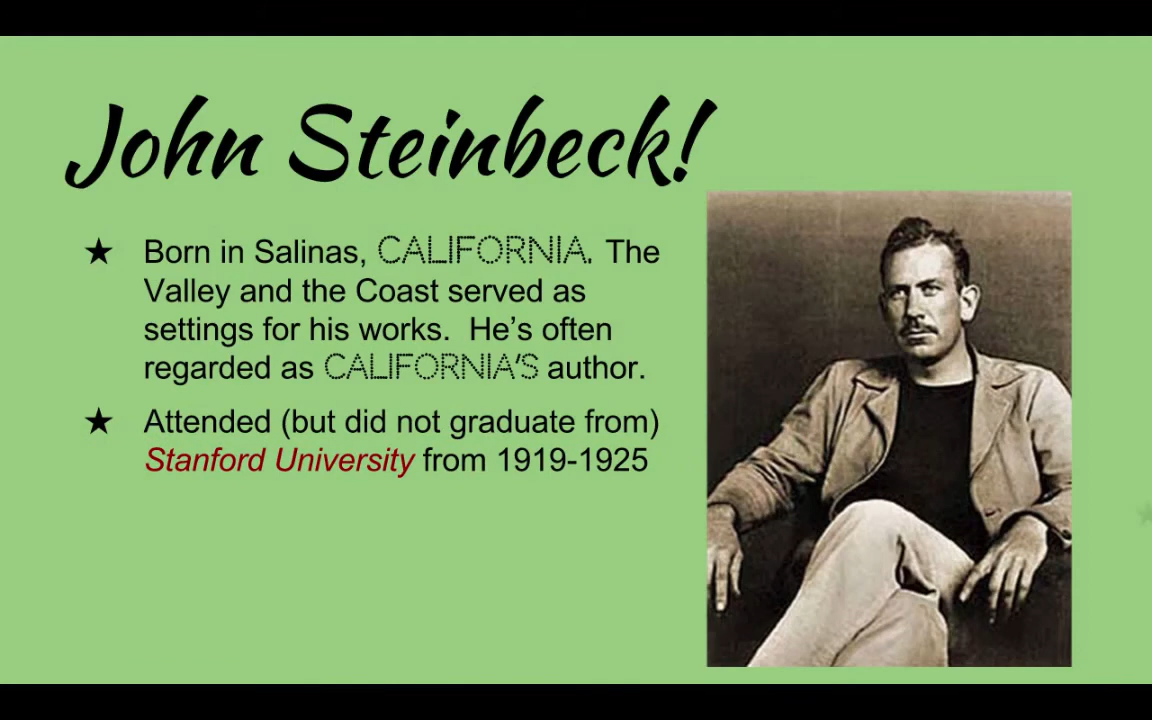 John Steinbeck!
★ Born in Salinas, CALIFORNIA. The
Valley and the Coast served as
settings for his works.  He's often
regarded as CALIFORNIA'S author.
★ Attended (but did not graduate from)
Stanford University from 1919-1925